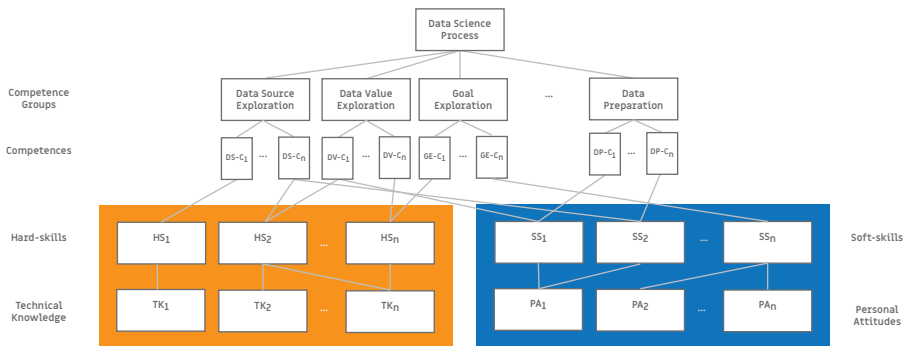 Data Science
Process
Competence
Groups
Data Source
Exploration
Data Value
Exploration
Goal
Exploration
...
Data
Preparation
Competences
DS-C1
...
DS-Cn
DV-C1
...
DV-Cn
GE-C1
...
GE-Cn
DP-C1
...
DP-Cn
Hard-skills
HS1
HS2
...
HSn
SS1
SS2
...
SSn
Soft-skills
Technical
Knowledge
TK1
TK2
...
TKn
PA1
PA2
...
PAn
Personal
Attitudes